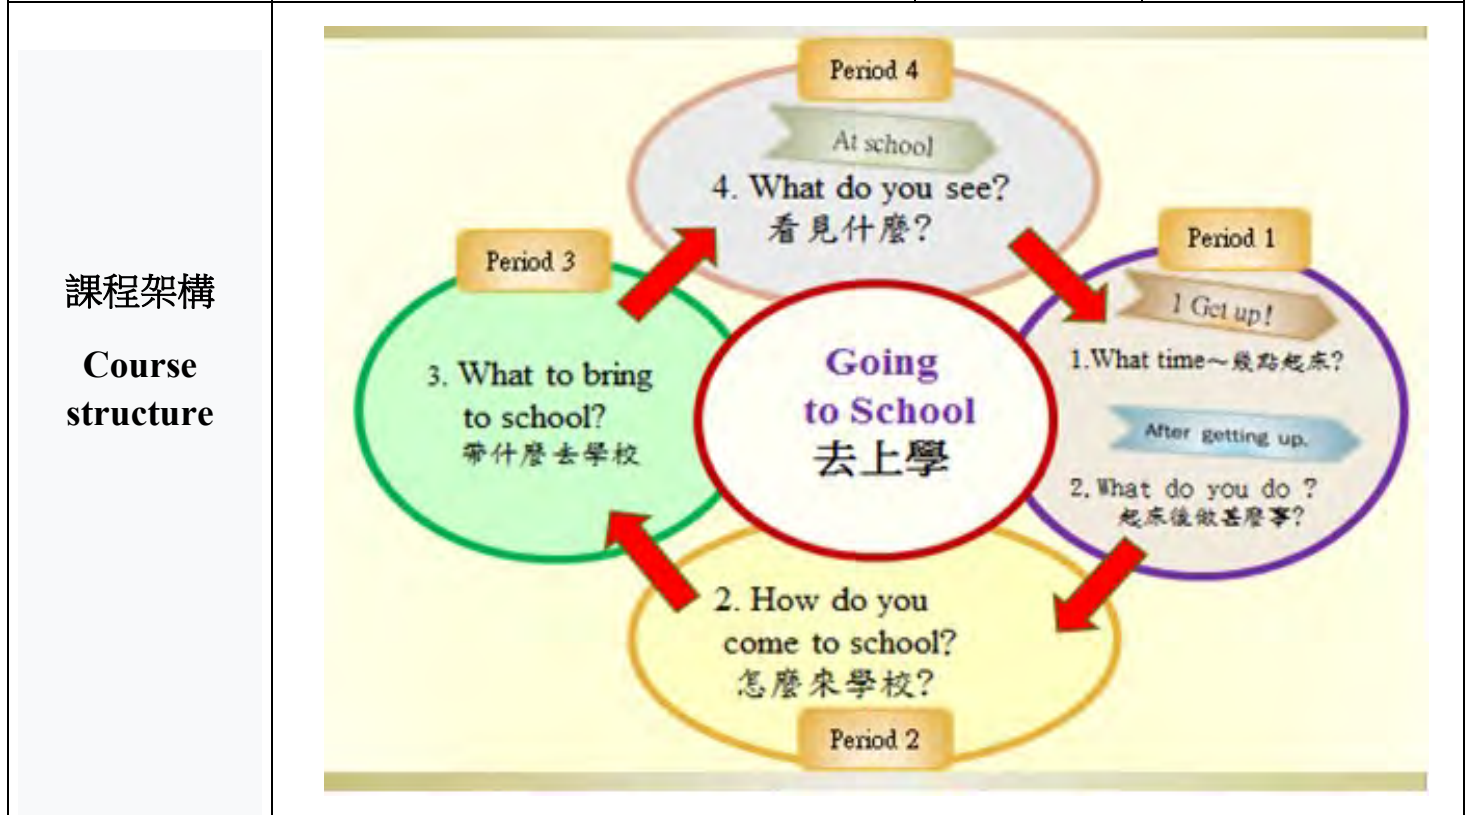 課程架構
Course
structure
Period 4
At school
4. What do you see?
看見什麼?
Period 1
I Get up!
1.What time～幾點起床?
After getting up.
2.What do you do ?
起床後做甚麼事?
Period 3
3. What to bring
to school?
帶什麼去學校
Going
to School
去上學
2. How do you
come to school?
怎麼來學校?
Period 2